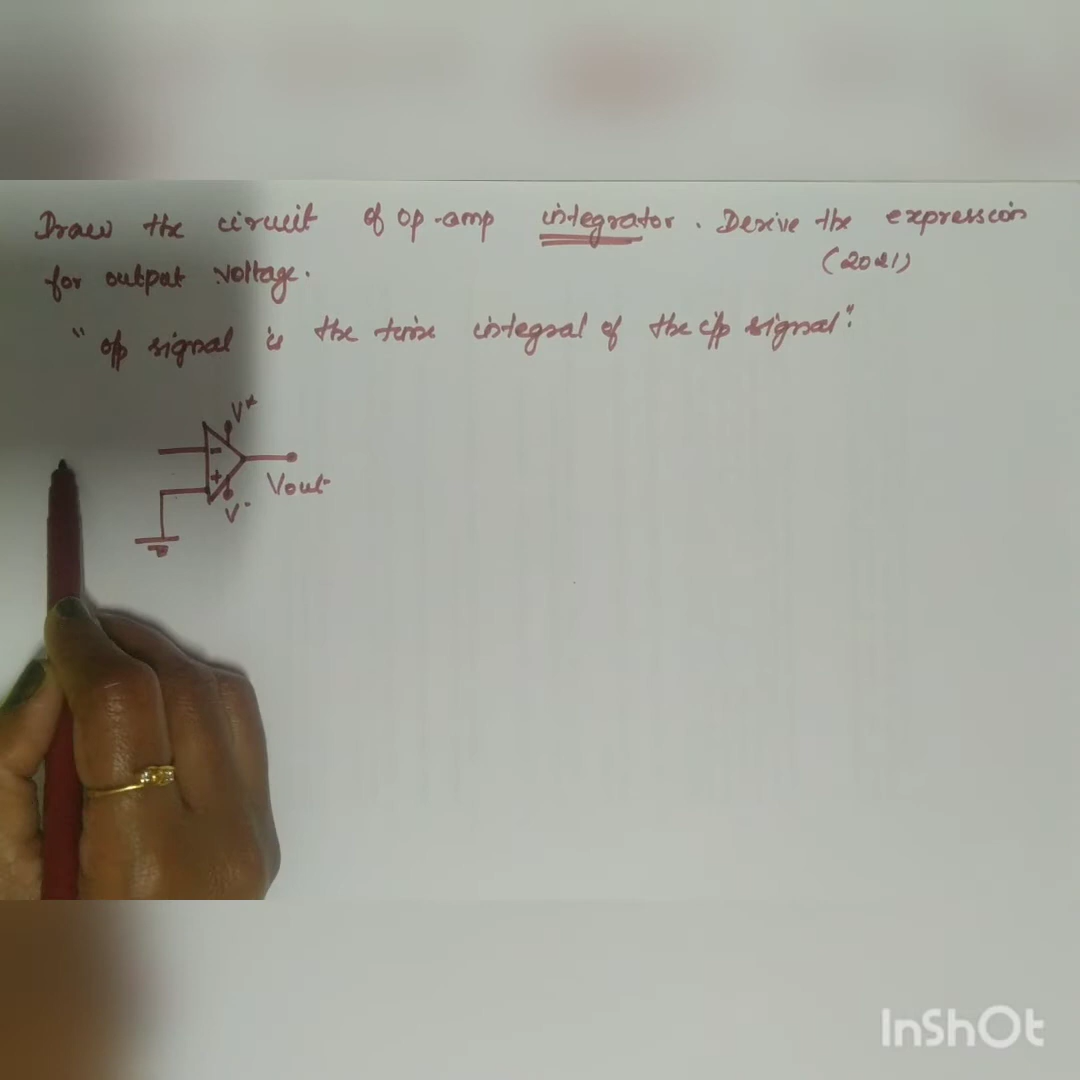 Draw the circuit of op-amp integrator. Derive the expression
(2021)
for output voltage.
"o/p signal is the time integral of the i/p signal".
V+
-
+
Vout
V-
InShOt